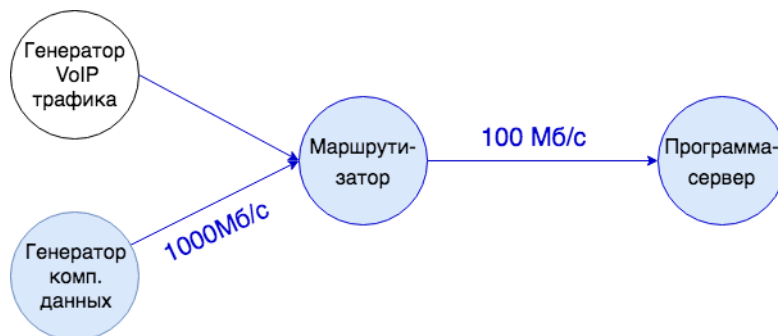 Генератор
VoIP
трафика
Маршрути-
затор
100 Мб/с
Программа-
сервер
1000Мб/с
Генератор
комп.
данных